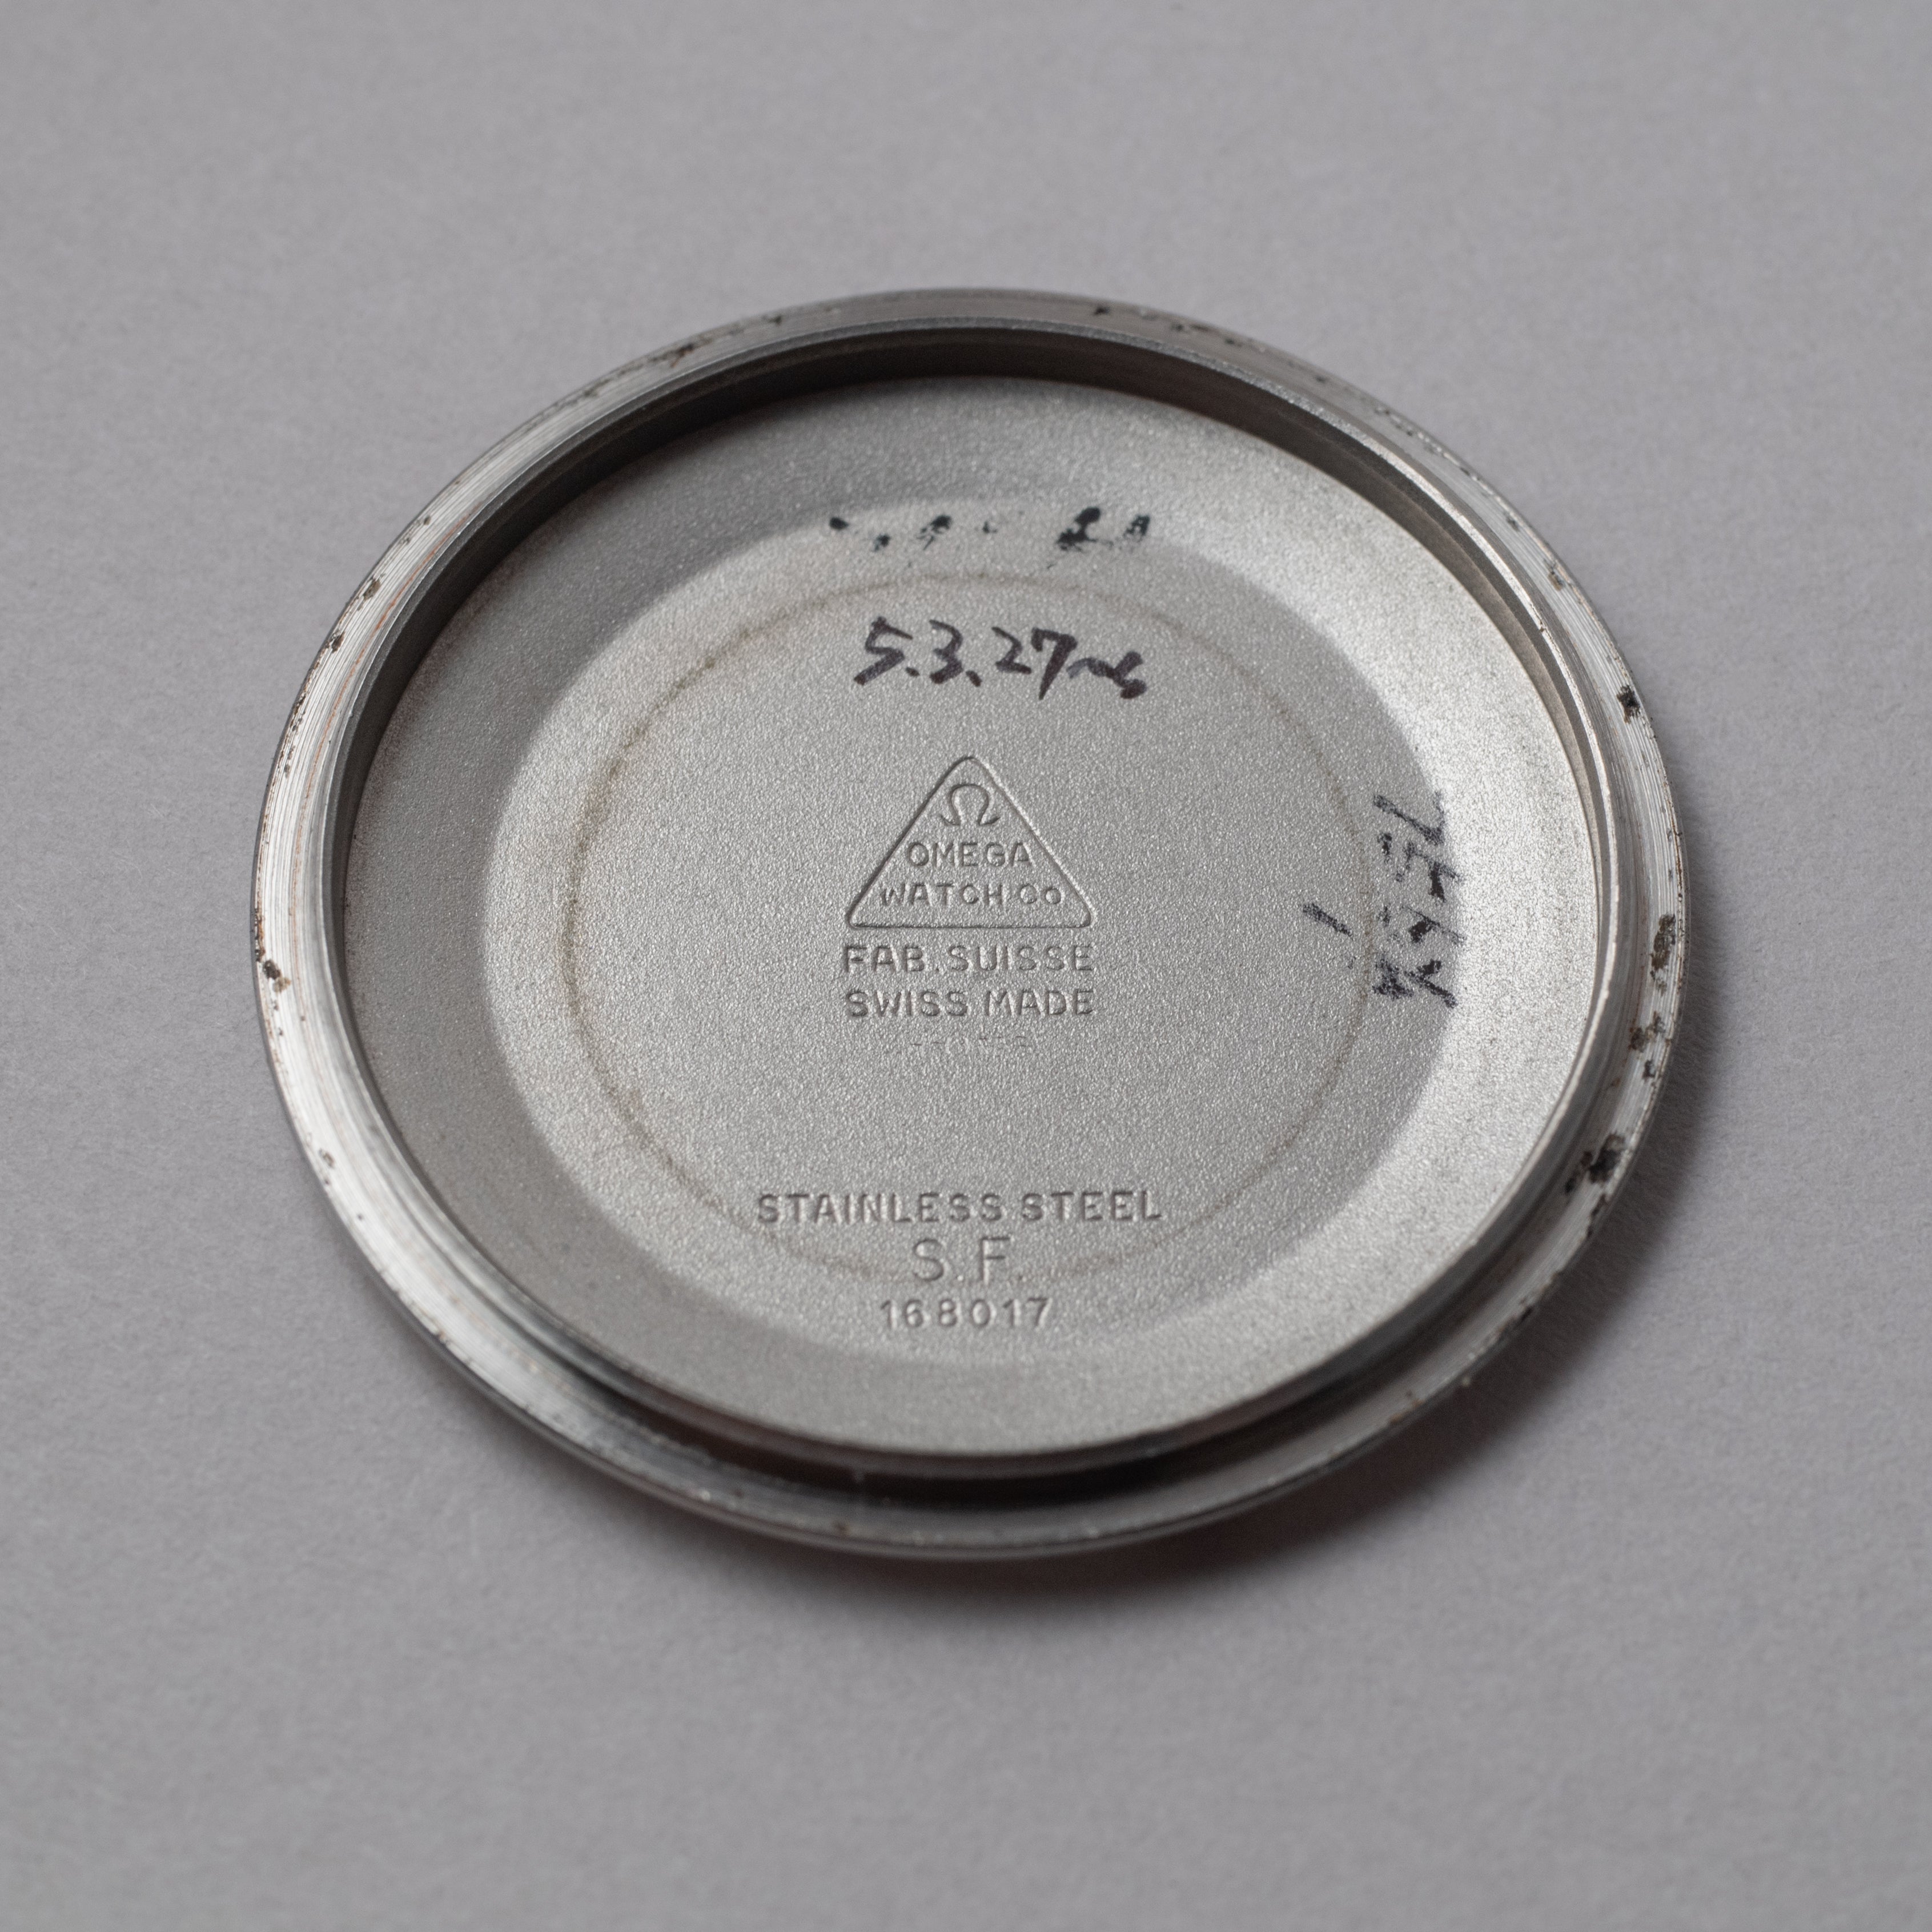 5.3.27
Ω
OMEGA
WATCH Co
FAB. SUISSE
SWISS MADE
STAINLESS STEEL
S.F.
168017